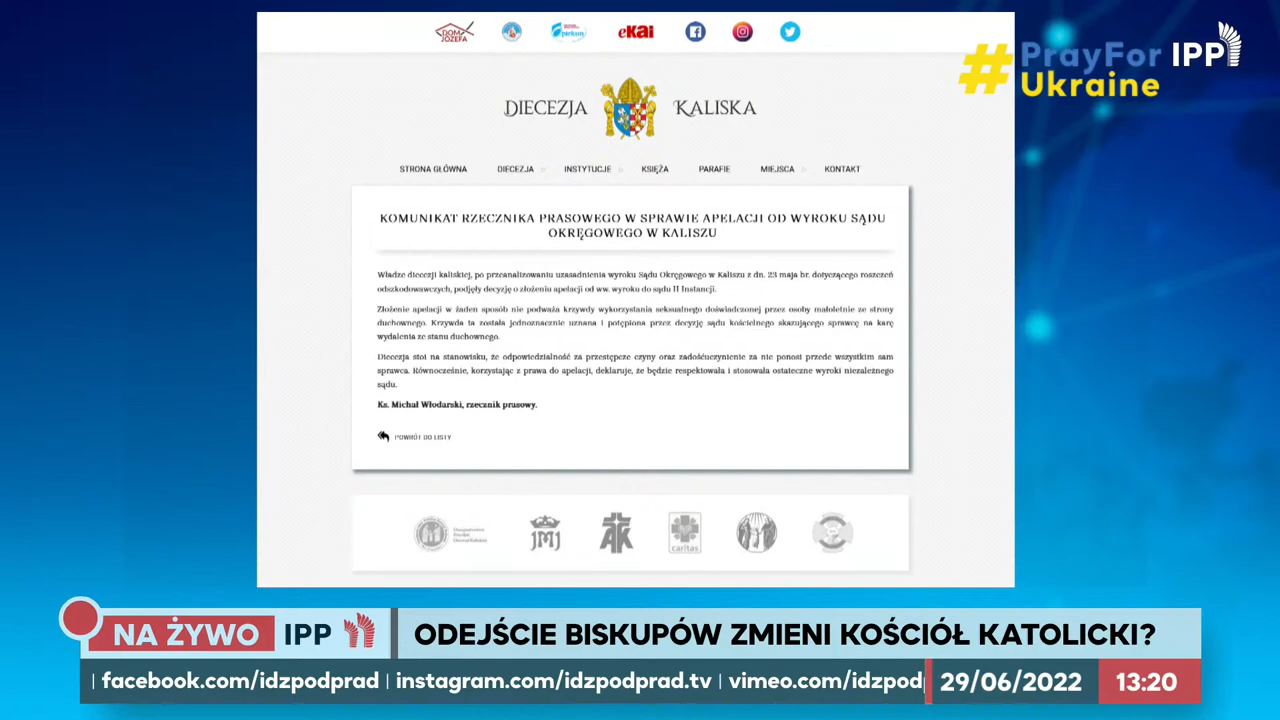 DOM
JÓZEFA
eKai
#PrayFor
Ukraine
IPP
DIECEZJA KALISKA
STRONA GŁÓWNA DIECEZJA INSTYTUCJE KSIĘŻA PARAFIE MIEJSCA KONTAKT
KOMUNIKAT RZECZNIKA PRASOWEGO W SPRAWIE APELACJI OD WYROKU SĄDU
OKRĘGOWEGO W KALISZU
Władze diecezji kaliskiej, po przeanalizowaniu uzasadnienia wyroku Sądu Okręgowego w Kaliszu z dn. 23 maja br. dotyczącego roszczeń
odszkodowawczych, podjęły decyzję o złożeniu apelacji od ww. wyroku do sądu II Instancji.
Złożenie apelacji w żaden sposób nie podważa krzywdy wykorzystania seksualnego doświadczonej przez osoby małoletnie ze strony
duchownego. Krzywda ta została jednoznacznie uznana i potępiona przez decyzję sądu kościelnego skazującego sprawcę na karę
wydalenia ze stanu duchownego.
Diecezja stoi na stanowisku, że odpowiedzialność za przestępcze czyny oraz zadośćuczynienie za nie ponosi przede wszystkim sam
sprawca. Równocześnie, korzystając z prawa do apelacji, deklaruje, że będzie respektowała i stosowała ostateczne wyroki niezależnego
sądu.
Ks. Michał Włodarski, rzecznik prasowy.
POWRÓT DO LISTY
JMJ
AK
caritas
NA ŻYWO IPP
ODEJŚCIE BISKUPÓW ZMIENI KOŚCIÓŁ KATOLICKI?
| facebook.com/idzpodprad | instagram.com/idzpodprad.tv | vimeo.com/idzpod
29/06/2022 13:20